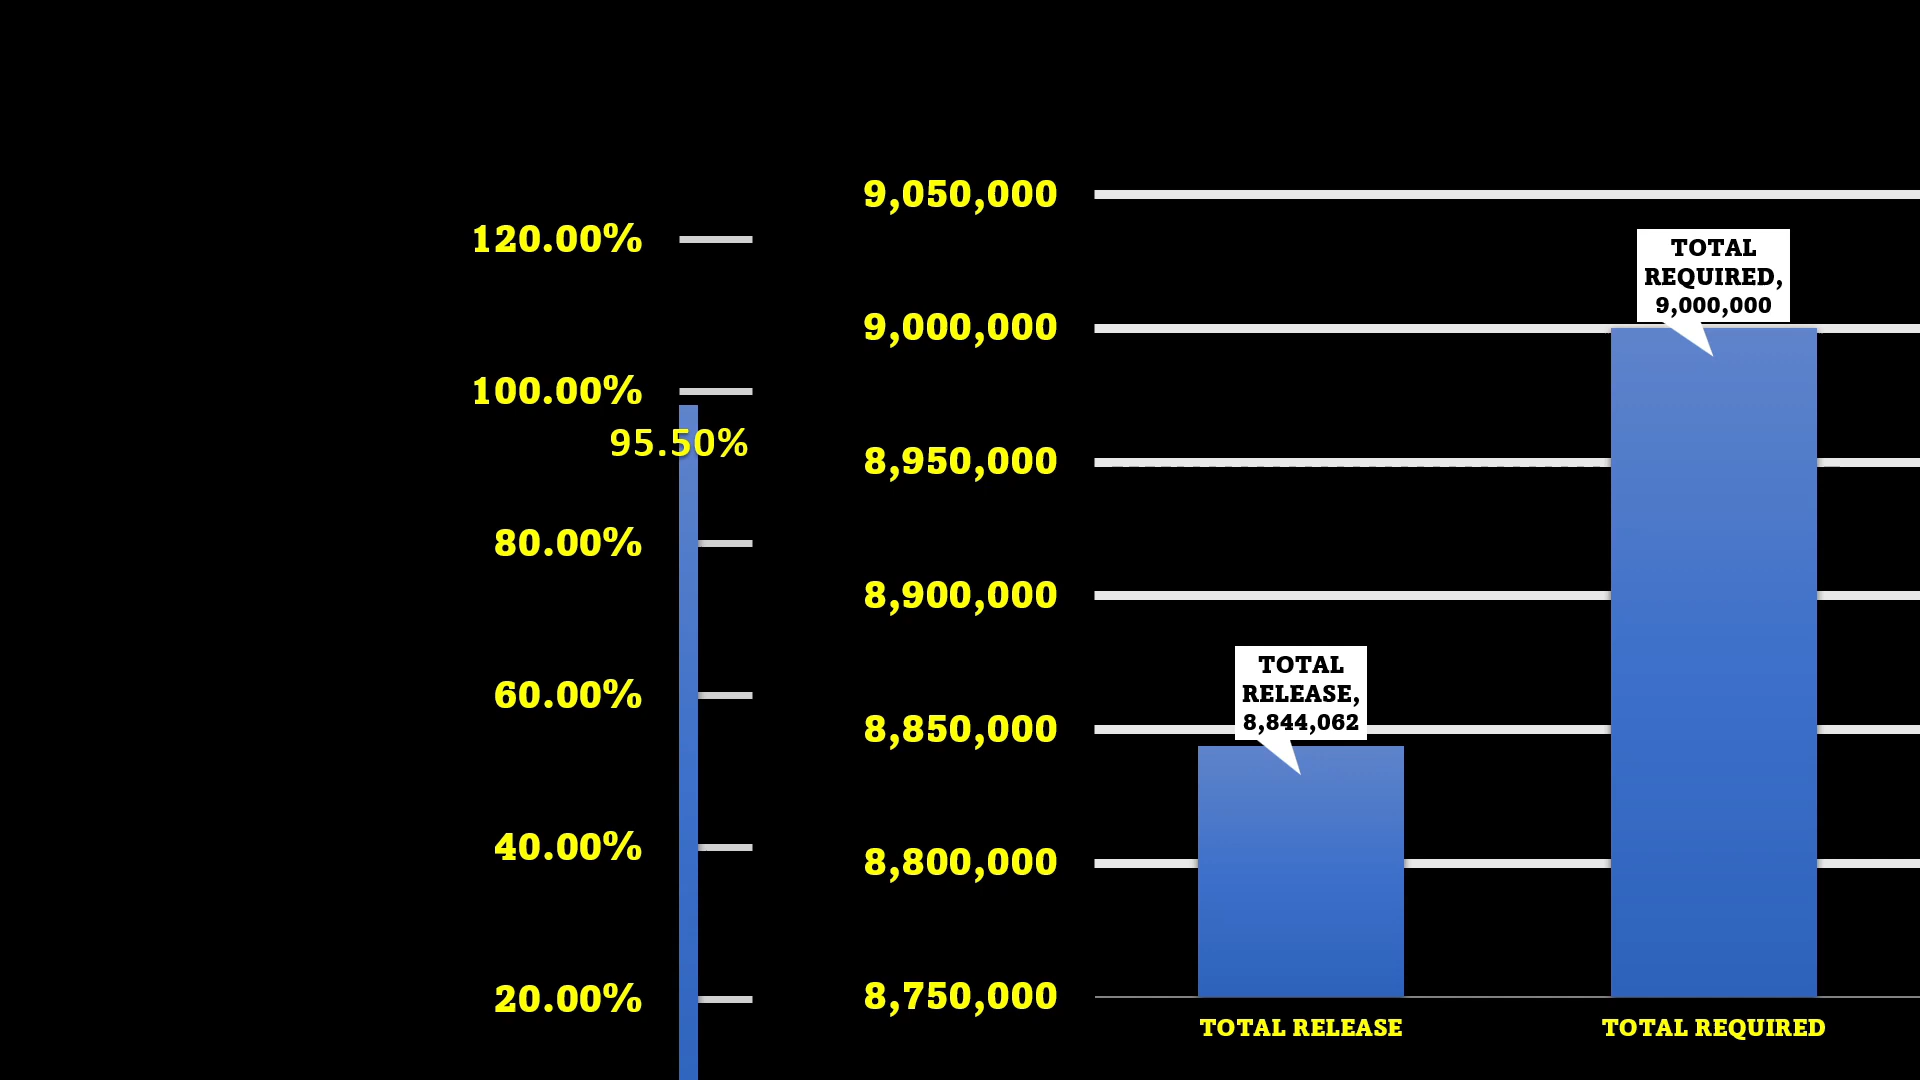 120.00%
100.00%
95.50%
80.00%
60.00%
40.00%
20.00%
9,050,000
9,000,000
8,950,000
8,900,000
8,850,000
8,800,000
8,750,000
TOTAL
RELEASE,
8,844,062
TOTAL
REQUIRED,
9,000,000
TOTAL RELEASE
TOTAL REQUIRED